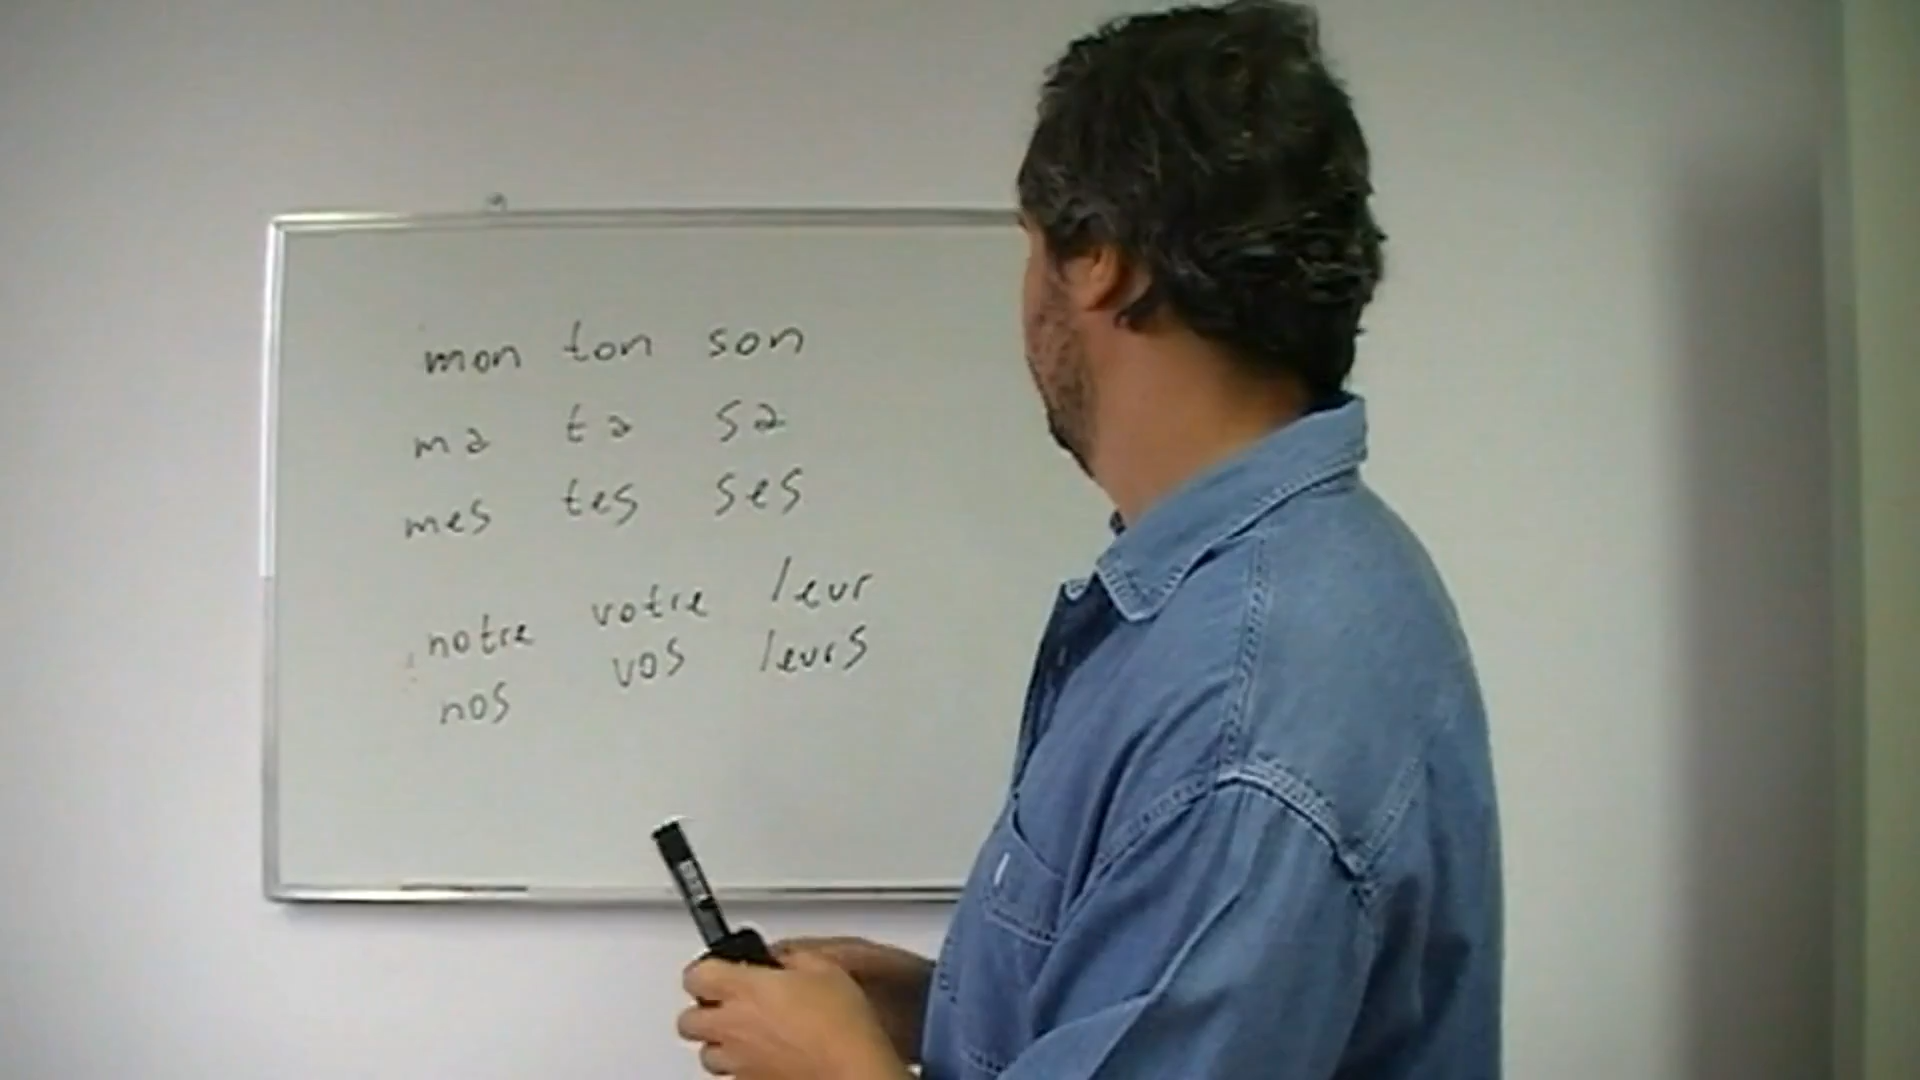 mon ton son
ma ta sa
mes tes ses
notre votre leur
nos vos leurs